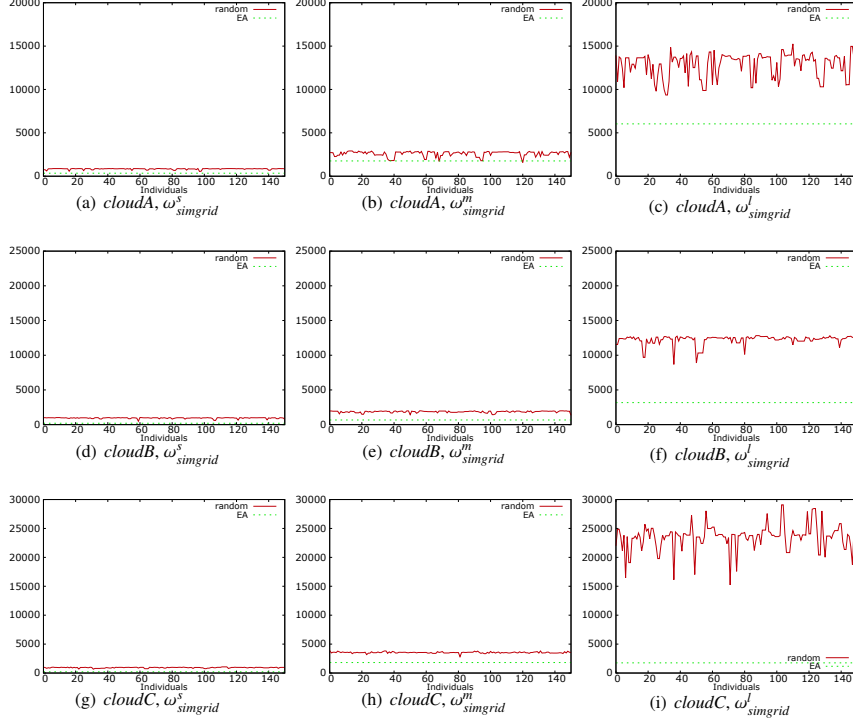 20000
15000
10000
5000
0
0 20 40 60 80 100 120 140
Individuals
random
EA
(a) cloudA, ω^s_simgrid
20000
15000
10000
5000
0
0 20 40 60 80 100 120 140
Individuals
random
EA
(b) cloudA, ω^m_simgrid
20000
15000
10000
5000
0
0 20 40 60 80 100 120 140
Individuals
random
EA
(c) cloudA, ω^l_simgrid
25000
20000
15000
10000
5000
0
0 20 40 60 80 100 120 140
Individuals
random
EA
(d) cloudB, ω^s_simgrid
25000
20000
15000
10000
5000
0
0 20 40 60 80 100 120 140
Individuals
random
EA
(e) cloudB, ω^m_simgrid
25000
20000
15000
10000
5000
0
0 20 40 60 80 100 120 140
Individuals
random
EA
(f) cloudB, ω^l_simgrid
30000
25000
20000
15000
10000
5000
0
0 20 40 60 80 100 120 140
Individuals
random
EA
(g) cloudC, ω^s_simgrid
30000
25000
20000
15000
10000
5000
0
0 20 40 60 80 100 120 140
Individuals
random
EA
(h) cloudC, ω^m_simgrid
30000
25000
20000
15000
10000
5000
0
0 20 40 60 80 100 120 140
Individuals
random
EA
(i) cloudC, ω^l_simgrid